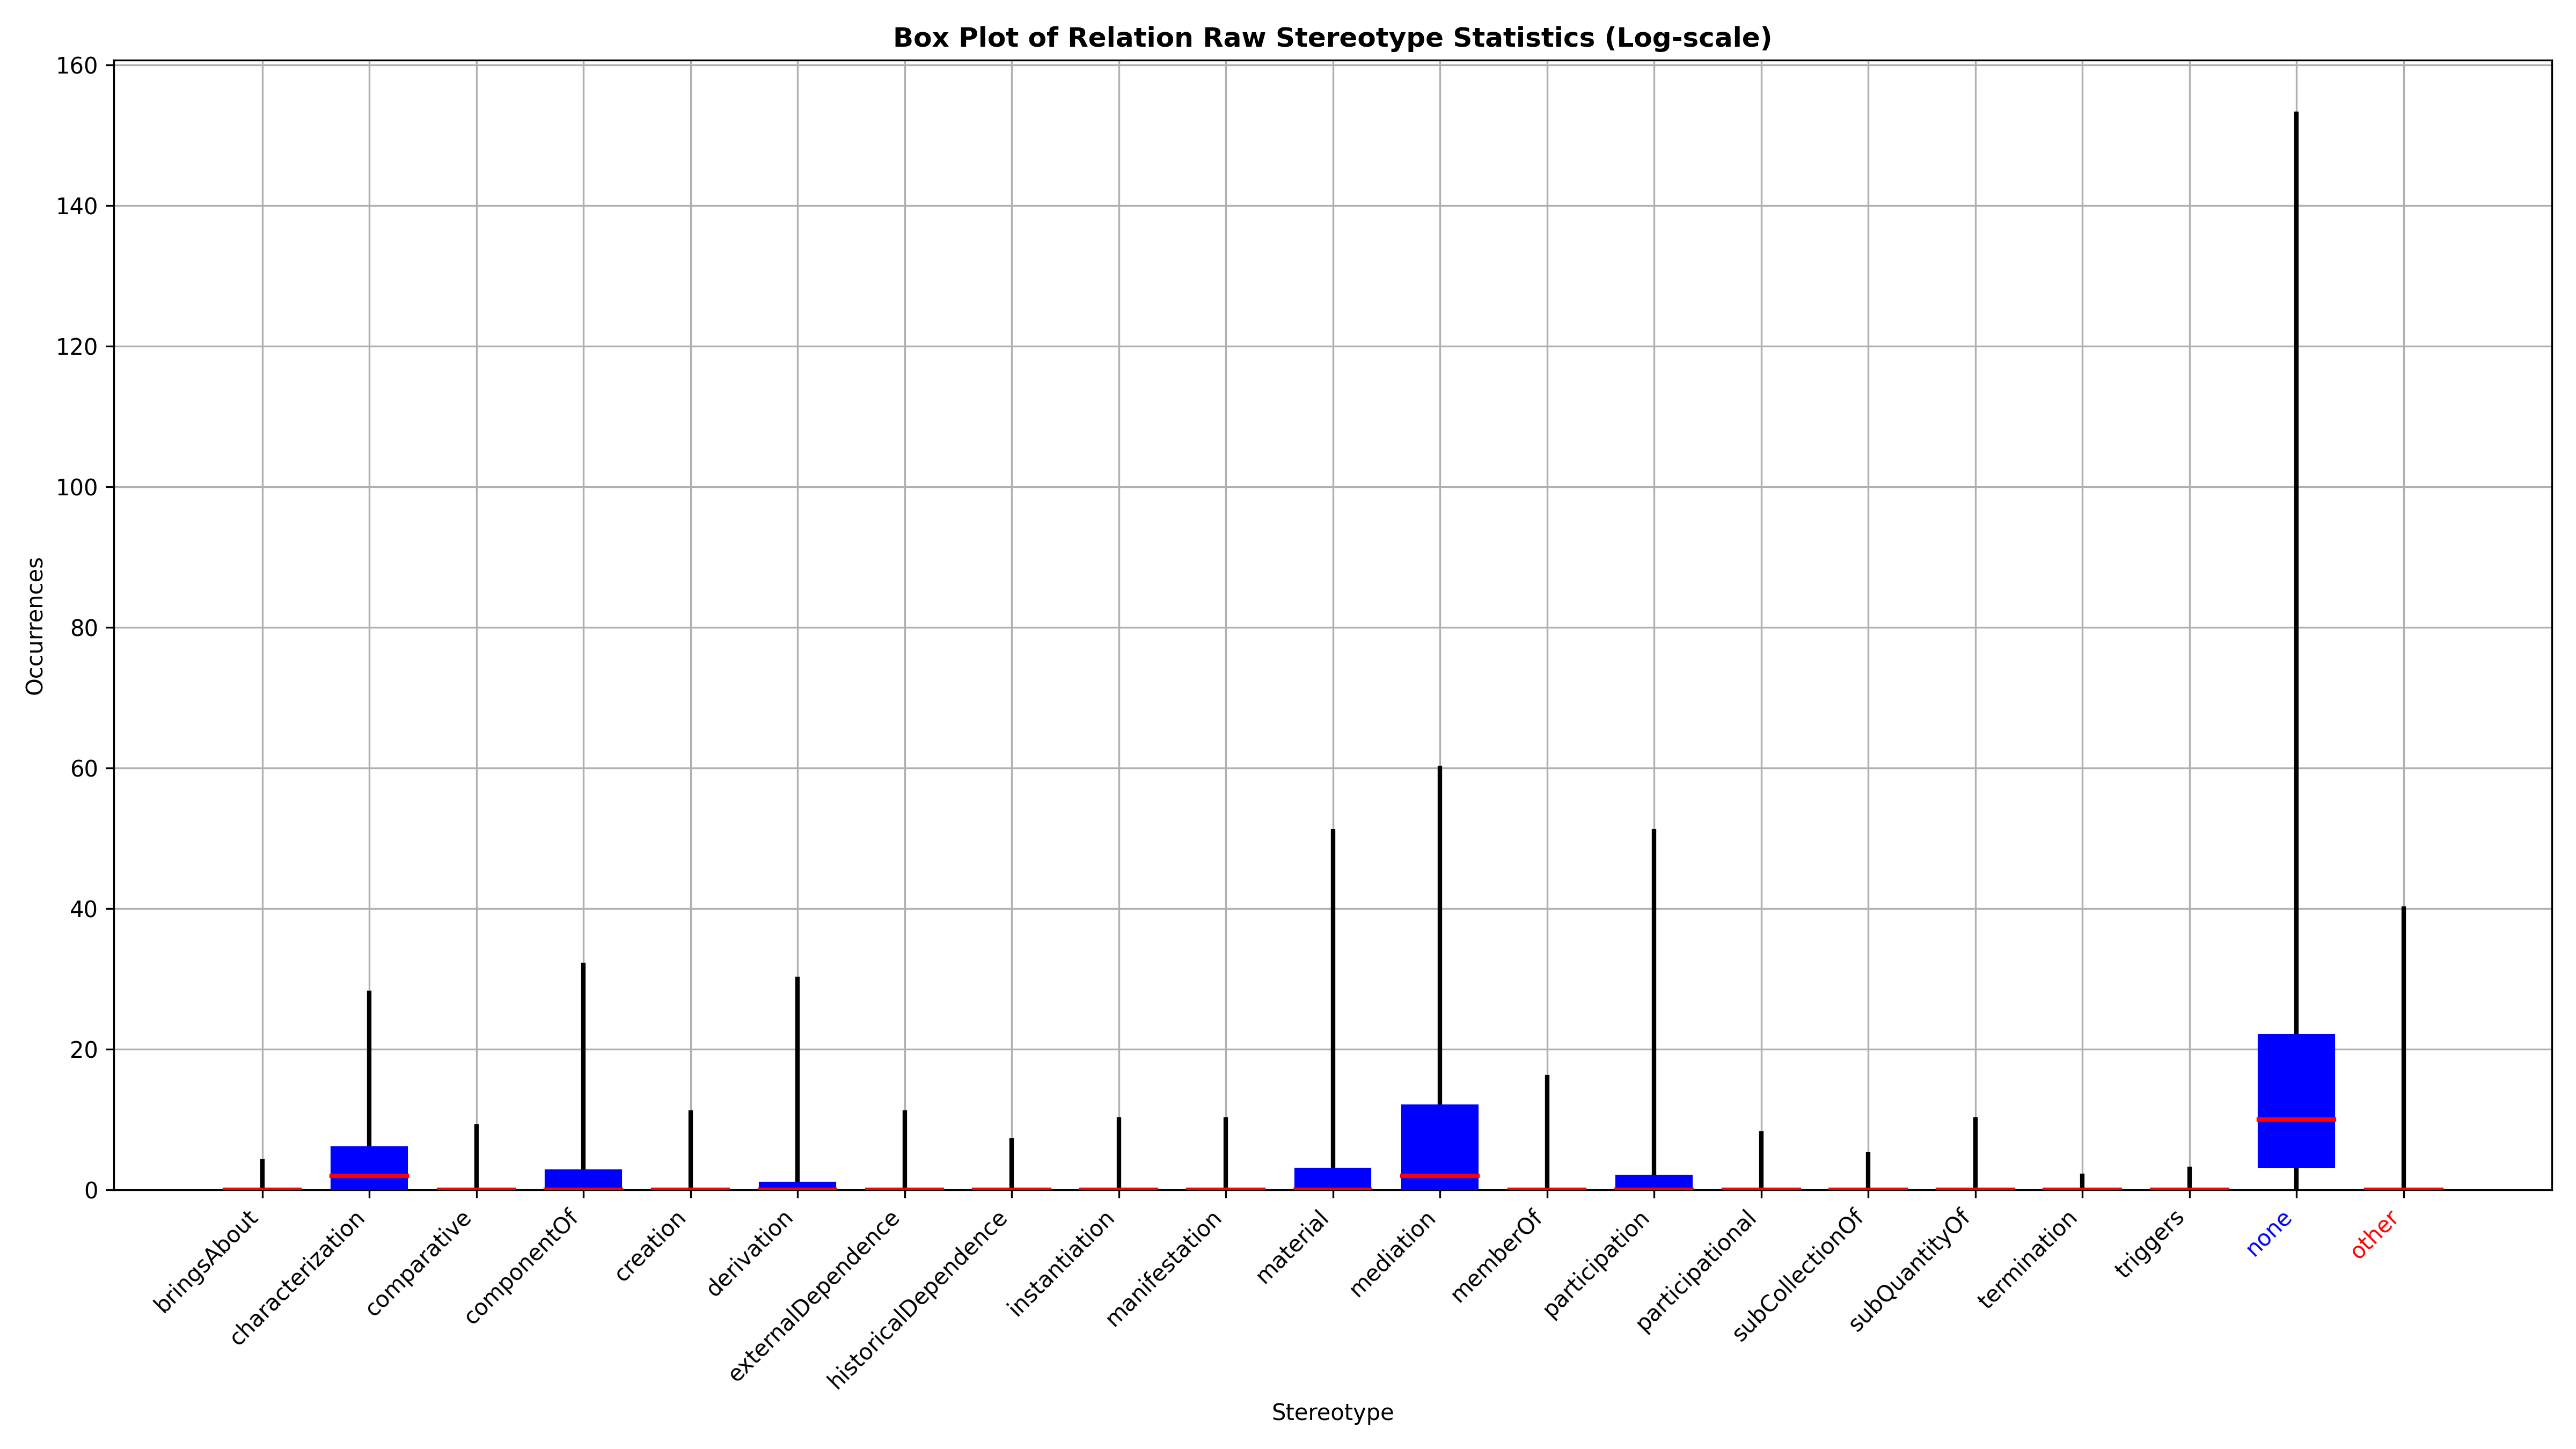 Box Plot of Relation Raw Stereotype Statistics (Log-scale)
160
140
120
100
80
60
40
20
0
Occurrences
bringsAbout
characterization
comparative
componentOf
creation
derivation
externalDependence
historicalDependence
instantiation
manifestation
material
mediation
memberOf
participation
participational
subCollectionOf
subQuantityOf
termination
triggers
none
other
Stereotype